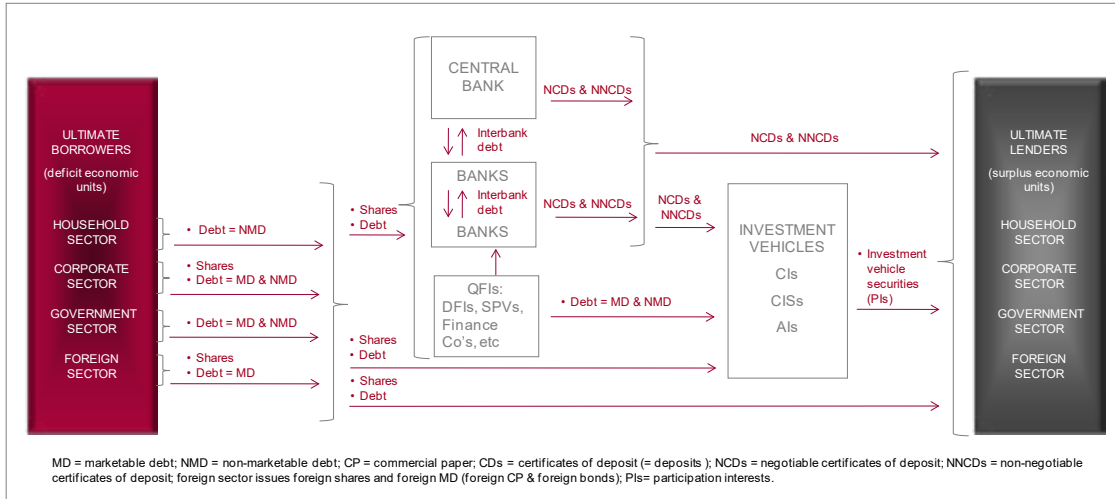 ULTIMATE
BORROWERS
(deficit economic
units)
HOUSEHOLD
SECTOR
CORPORATE
SECTOR
GOVERNMENT
SECTOR
FOREIGN
SECTOR
• Debt = NMD
• Shares
• Debt = MD & NMD
• Debt = MD & NMD
• Shares
• Debt = MD
• Shares
• Debt
CENTRAL
BANK
Interbank
debt
BANKS
Interbank
debt
BANKS
QFIs:
DFIs, SPVs,
Finance
Co's, etc
NCDs & NNCDs
NCDs & NNCDs
• Debt = MD & NMD
• Shares
• Debt
• Shares
• Debt
NCDs & NNCDs
NCDs &
NNCDs
INVESTMENT
VEHICLES
CIs
CISs
AIs
• Investment
vehicle
securities
(PIs)
ULTIMATE
LENDERS
(surplus economic
units)
HOUSEHOLD
SECTOR
CORPORATE
SECTOR
GOVERNMENT
SECTOR
FOREIGN
SECTOR
MD = marketable debt; NMD = non-marketable debt; CP = commercial paper; CDs = certificates of deposit (= deposits ); NCDs = negotiable certificates of deposit; NNCDs = non-negotiable
certificates of deposit; foreign sector issues foreign shares and foreign MD (foreign CP & foreign bonds); PIs= participation interests.